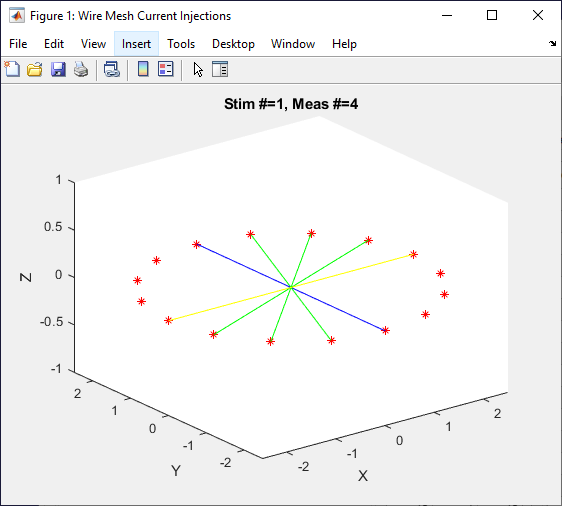 Figure 1: Wire Mesh Current Injections
File Edit View Insert Tools Desktop Window Help
Stim #=1, Meas #=4
1
0.5
0
-0.5
-1
Z
2
1
0
-1
-2
Y
-2
-1
0
1
2
X